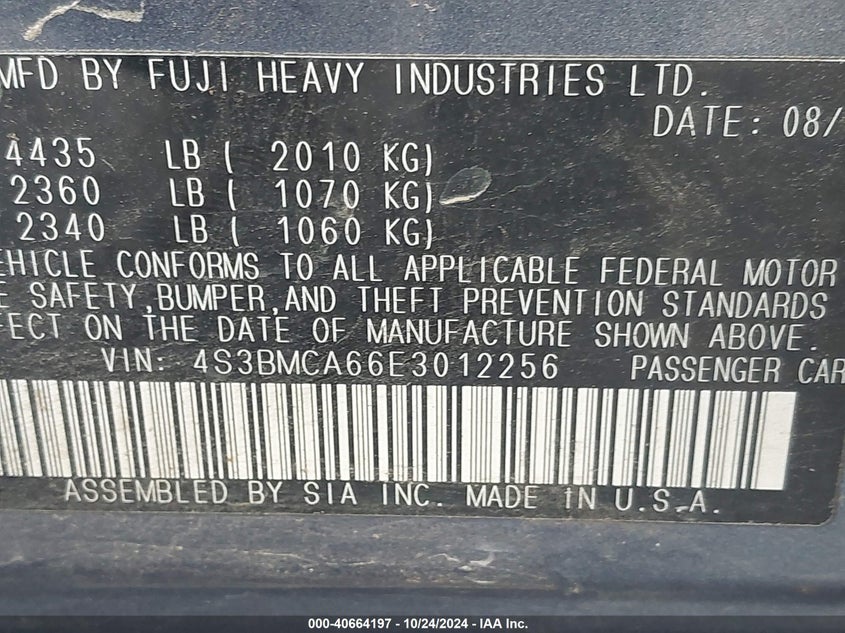 MFD BY FUJI HEAVY INDUSTRIES LTD.
DATE: 08/
4435 LB ( 2010 KG)
2360 LB ( 1070 KG)
2340 LB ( 1060 KG)
EHICLE CONFORMS TO ALL APPLICABLE FEDERAL MOTOR
E SAFETY,BUMPER,AND THEFT PREVENTION STANDARDS
FECT ON THE DATE OF MANUFACTURE SHOWN ABOVE.
VIN: 4S3BMCA66E3012256 PASSENGER CAR
ASSEMBLED BY SIA INC. MADE IN U.S.A.
000-40664197 - 10/24/2024 - IAA Inc.